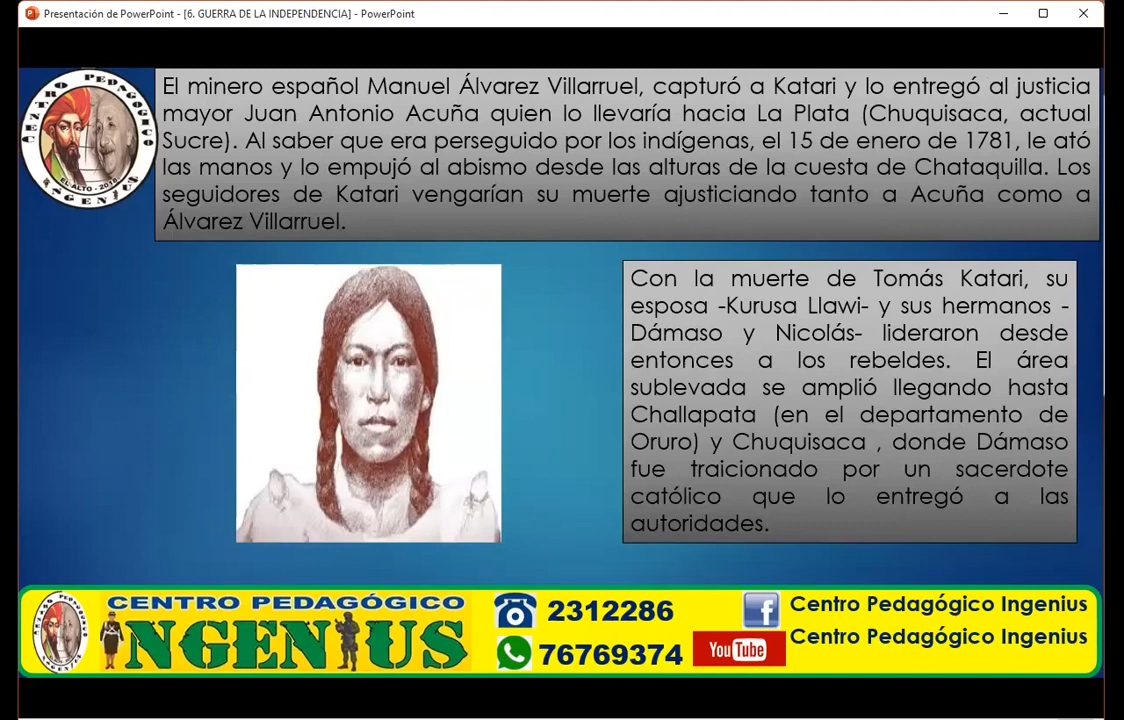 Presentación de PowerPoint - [6. GUERRA DE LA INDEPENDENCIA] - PowerPoint
CENTRO PEDAGÓGICO
EL ALTO - 2018
INGENIUS
El minero español Manuel Álvarez Villarruel, capturó a Katari y lo entregó al justicia
mayor Juan Antonio Acuña quien lo llevaría hacia La Plata (Chuquisaca, actual
Sucre). Al saber que era perseguido por los indígenas, el 15 de enero de 1781, le ató
las manos y lo empujó al abismo desde las alturas de la cuesta de Chataquilla. Los
seguidores de Katari vengarían su muerte ajusticiando tanto a Acuña como a
Álvarez Villarruel.
Con la muerte de Tomás Katari, su
esposa -Kurusa Llawi- y sus hermanos -
Dámaso y Nicolás- lideraron desde
entonces a los rebeldes. El área
sublevada se amplió llegando hasta
Challapata (en el departamento de
Oruro) y Chuquisaca , donde Dámaso
fue traicionado por un sacerdote
católico que lo entregó a las
autoridades.
CENTRO PEDAGÓGICO
INGENIUS
2312286
76769374
Centro Pedagógico Ingenius
YouTube
Centro Pedagógico Ingenius